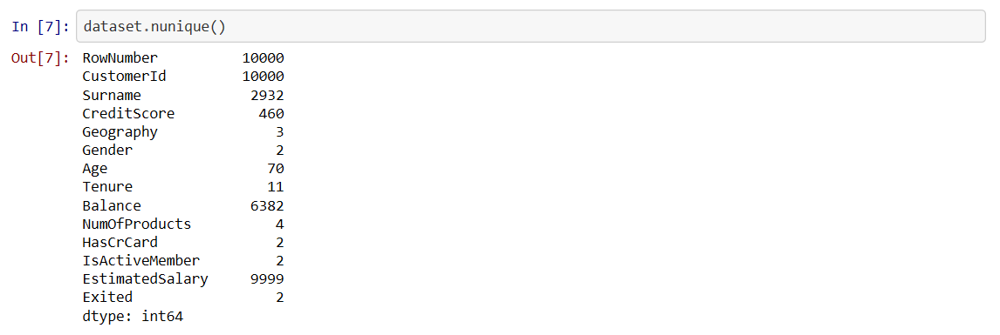 In [7]: dataset.nunique()
Out[7]: RowNumber 10000
CustomerId 10000
Surname 2932
CreditScore 460
Geography 3
Gender 2
Age 70
Tenure 11
Balance 6382
NumOfProducts 4
HasCrCard 2
IsActiveMember 2
EstimatedSalary 9999
Exited 2
dtype: int64